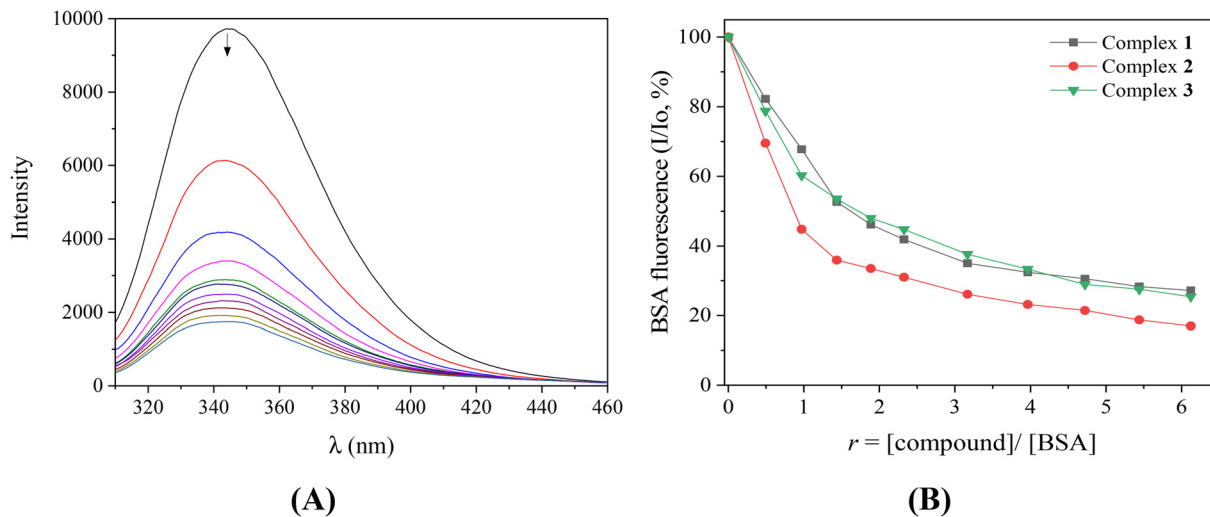 10000
8000
6000
4000
2000
0
Intensity
320 340 360 380 400 420 440 460
λ (nm)
(A)
100
80
60
40
20
0
BSA fluorescence (I/Io, %)
Complex 1
Complex 2
Complex 3
0 1 2 3 4 5 6
r = [compound]/ [BSA]
(B)